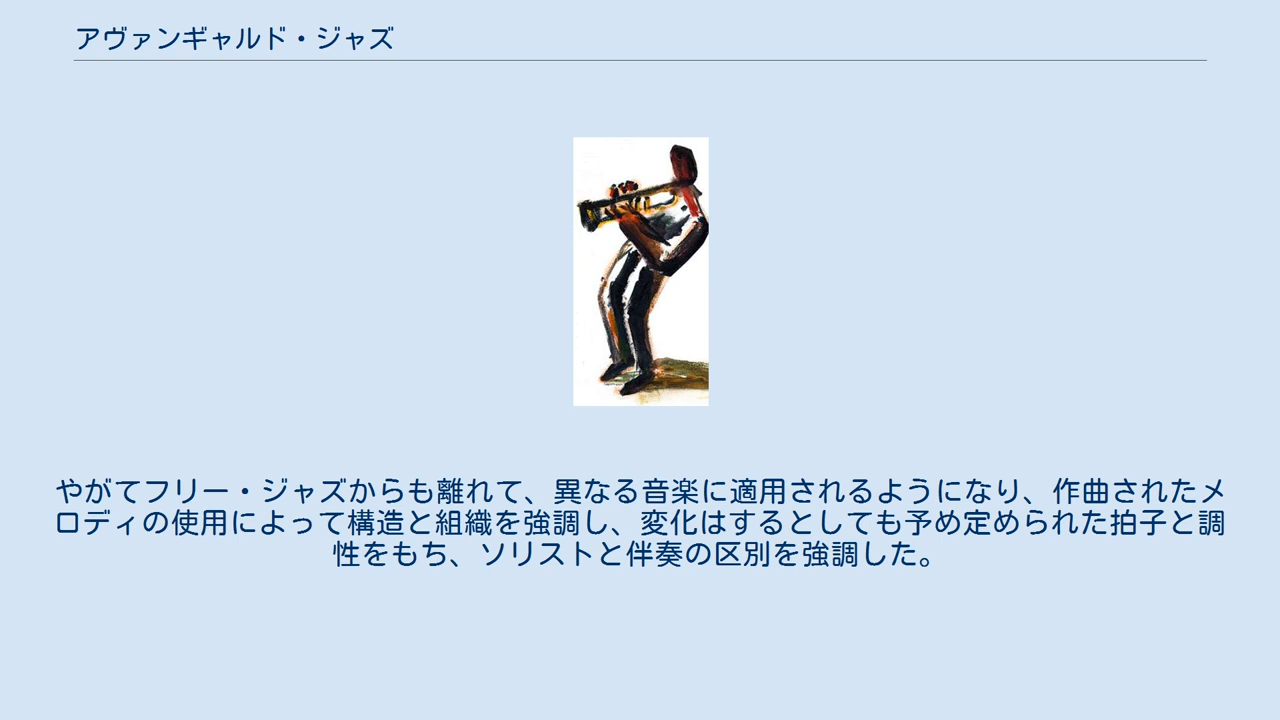 アヴァンギャルド・ジャズ
やがてフリー・ジャズからも離れて、異なる音楽に適用されるようになり、作曲されたメ
ロディの使用によって構造と組織を強調し、変化はするとしても予め定められた拍子と調
性をもち、ソリストと伴奏の区別を強調した。